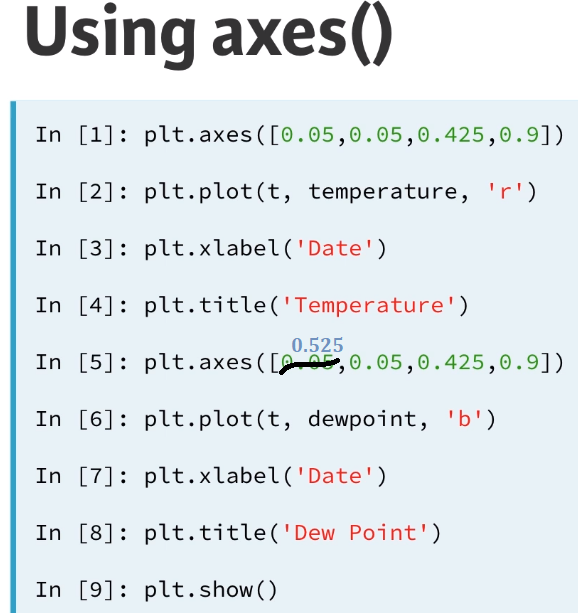 Using axes()
In [1]: plt.axes([0.05,0.05,0.425,0.9])
In [2]: plt.plot(t, temperature, 'r')
In [3]: plt.xlabel('Date')
In [4]: plt.title('Temperature')
0.525
In [5]: plt.axes([0.05,0.05,0.425,0.9])
In [6]: plt.plot(t, dewpoint, 'b')
In [7]: plt.xlabel('Date')
In [8]: plt.title('Dew Point')
In [9]: plt.show()